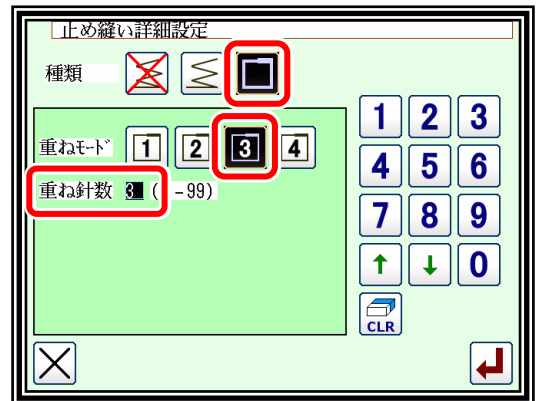 止め縫い詳細設定
種類
重ねﾓｰﾄﾞ 1 2 3 4
重ね針数 3 ( -99)
1 2 3
4 5 6
7 8 9
↑ ↓ 0
CLR